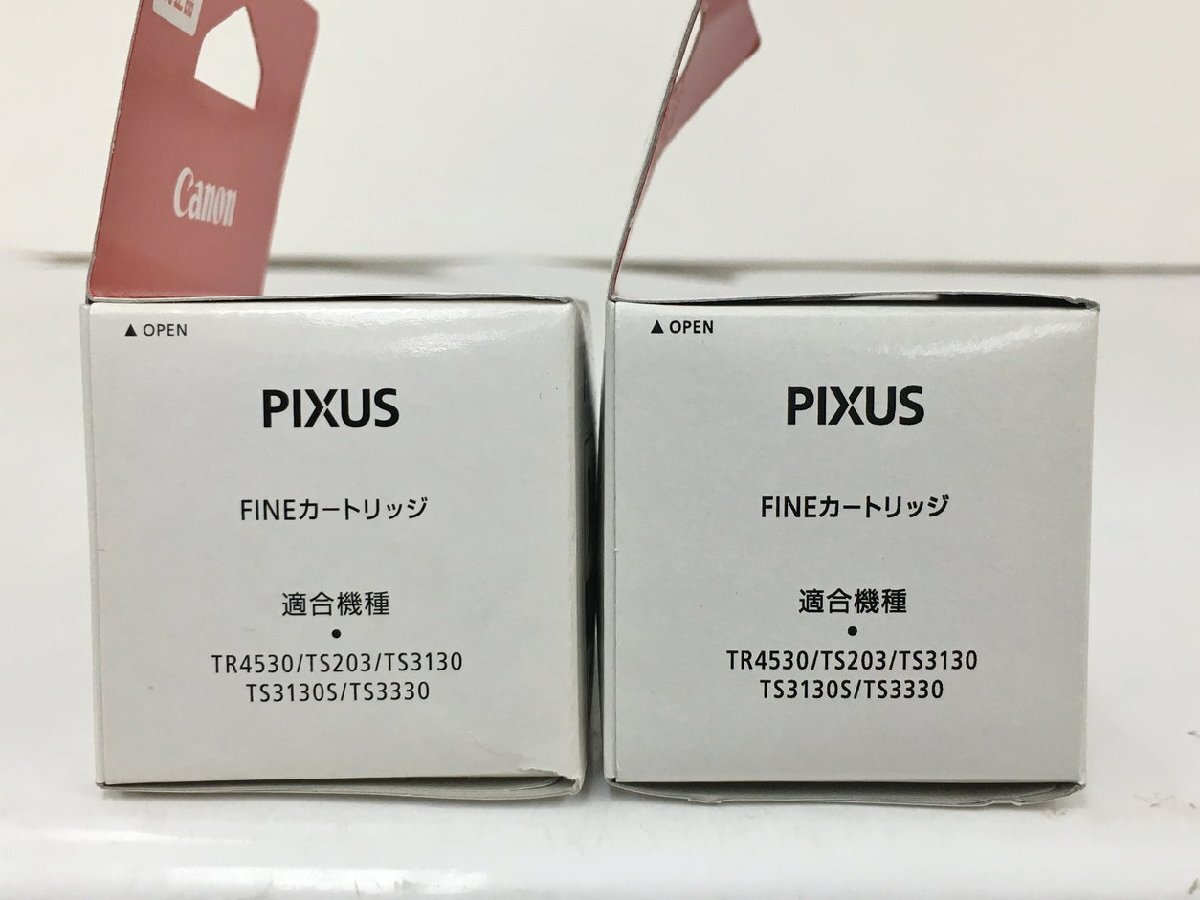 Canon
▲ OPEN
PIXUS
FINEカートリッジ
適合機種
●
TR4530/TS203/TS3130
TS3130S/TS3330
▲ OPEN
PIXUS
FINEカートリッジ
適合機種
●
TR4530/TS203/TS3130
TS3130S/TS3330